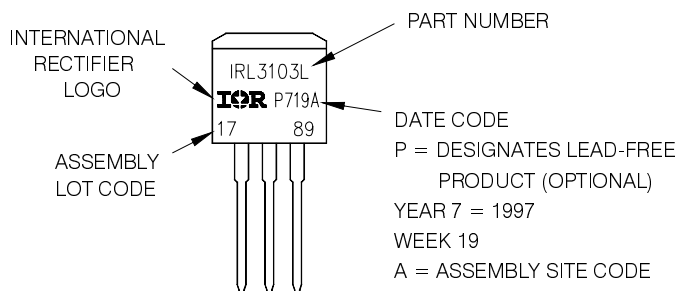 INTERNATIONAL
RECTIFIER
LOGO
ASSEMBLY
LOT CODE
IRL3103L
IOR P719A
17 89
PART NUMBER
DATE CODE
P = DESIGNATES LEAD-FREE
PRODUCT (OPTIONAL)
YEAR 7 = 1997
WEEK 19
A = ASSEMBLY SITE CODE